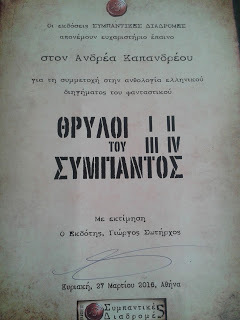 Οι εκδόσεις ΣΥΜΠΑΝΤΙΚΕΣ ΔΙΑΔΡΟΜΕΣ
απονέμουν ευχαριστήριο έπαινο
στον Ανδρέα Καπανδρέου
για τη συμμετοχή στην ανθολογία ελληνικού
διηγήματος του φανταστικού
ΘΡΥΛΟΙ I II
ΤΟΥ III IV
ΣΥΜΠΑΝΤΟΣ
Με εκτίμηση
Ο Εκδότης, Γιώργος Σωτήρχος
Κυριακή, 27 Μαρτίου 2016, Αθήνα
Συμπαντικές
Διαδρομές